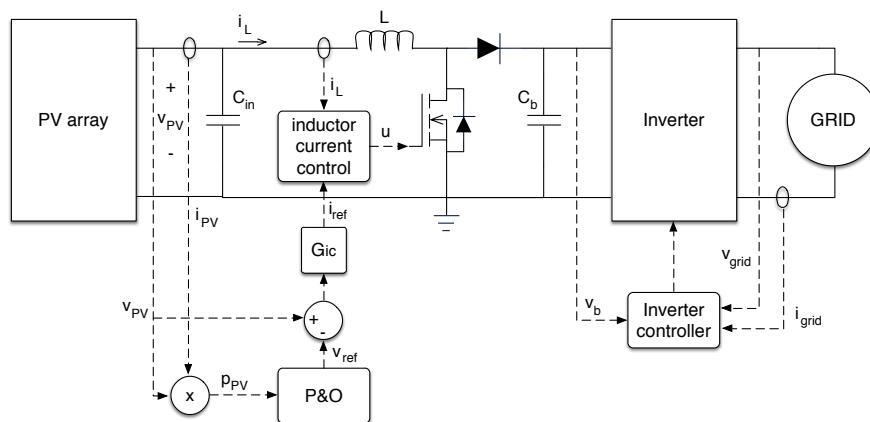 i_L
L
PV array
+
v_PV
-
C_in
i_L
inductor
current
control
u
C_b
Inverter
GRID
i_PV
i_ref
G_ic
v_PV
+
-
v_ref
p_PV
x
P&O
v_b
Inverter
controller
v_grid
i_grid